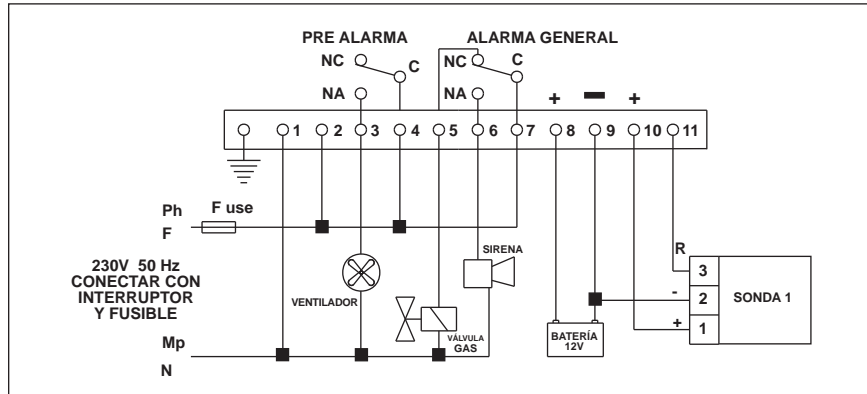 PRE ALARMA
ALARMA GENERAL
NC
C
NC
C
NA
NA
+
-
+
1
2
3
4
5
6
7
8
9
10
11
Ph
F use
F
230V 50 Hz
CONECTAR CON
INTERRUPTOR
Y FUSIBLE
VENTILADOR
SIRENA
VÁLVULA
GAS
BATERÍA
12V
R
3
-
2
SONDA 1
+
1
Mp
N